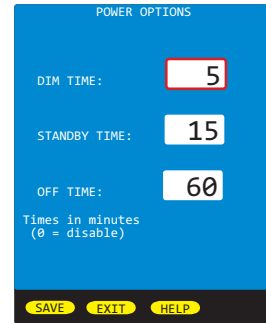 POWER OPTIONS
DIM TIME: 5
STANDBY TIME: 15
OFF TIME: 60
Times in minutes
(0 = disable)
SAVE EXIT HELP